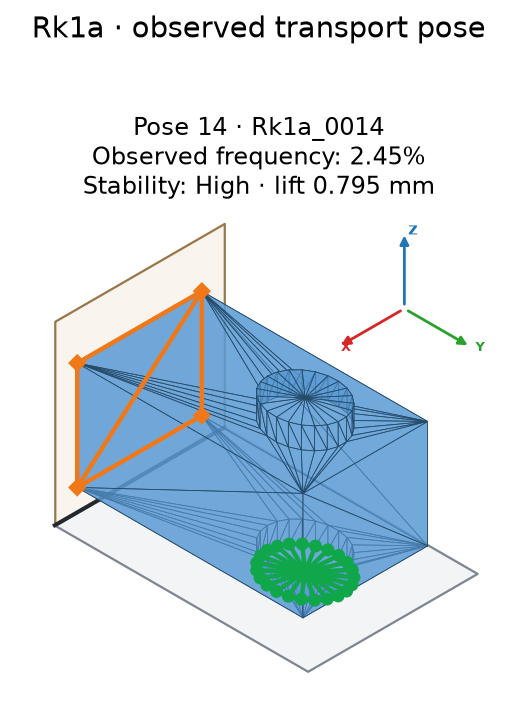 Rk1a · observed transport pose
Pose 14 · Rk1a_0014
Observed frequency: 2.45%
Stability: High · lift 0.795 mm
Z
X
Y